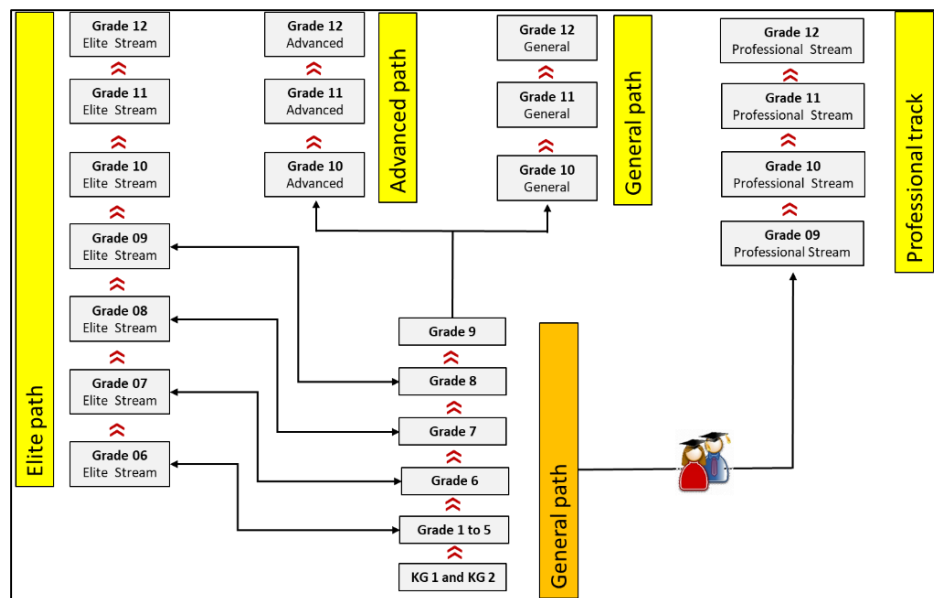 Elite path
Grade 12
Elite Stream
Grade 11
Elite Stream
Grade 10
Elite Stream
Grade 09
Elite Stream
Grade 08
Elite Stream
Grade 07
Elite Stream
Grade 06
Elite Stream
Grade 12
Advanced
Grade 11
Advanced
Grade 10
Advanced
Advanced path
Grade 12
General
Grade 11
General
Grade 10
General
General path
Grade 12
Professional Stream
Grade 11
Professional Stream
Grade 10
Professional Stream
Grade 09
Professional Stream
Professional track
Grade 9
Grade 8
Grade 7
Grade 6
Grade 1 to 5
KG 1 and KG 2
General path